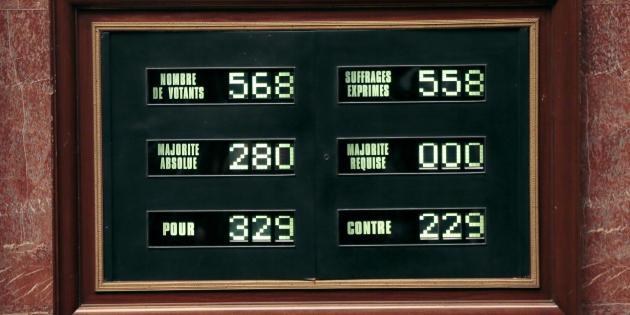 NOMBRE
DE VOTANTS
568
SUFFRAGES
EXPRIMES
558
MAJORITE
ABSOLUE
280
MAJORITE
REQUISE
000
POUR
329
CONTRE
229